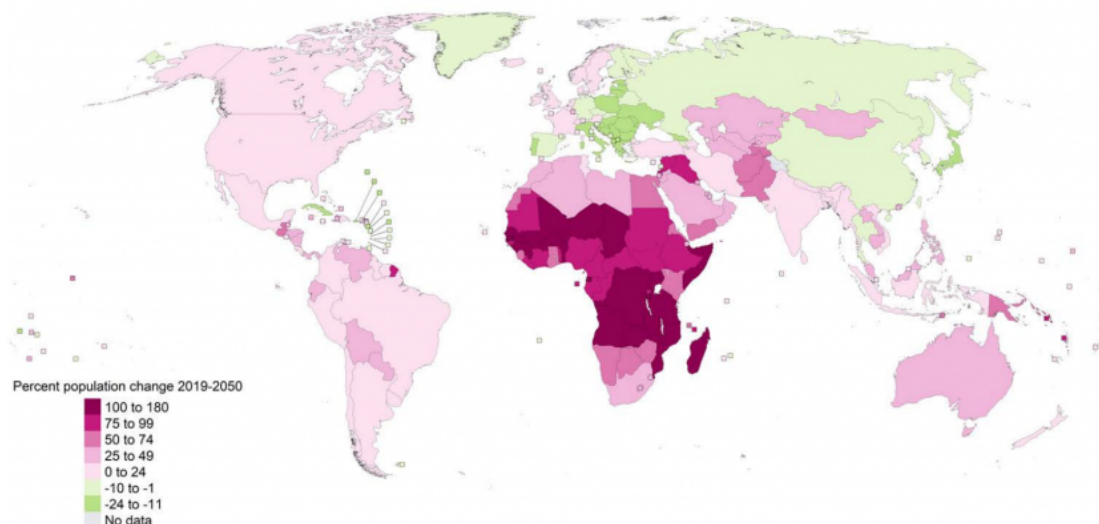 Percent population change 2019-2050
100 to 180
75 to 99
50 to 74
25 to 49
0 to 24
-10 to -1
-24 to -11
No data